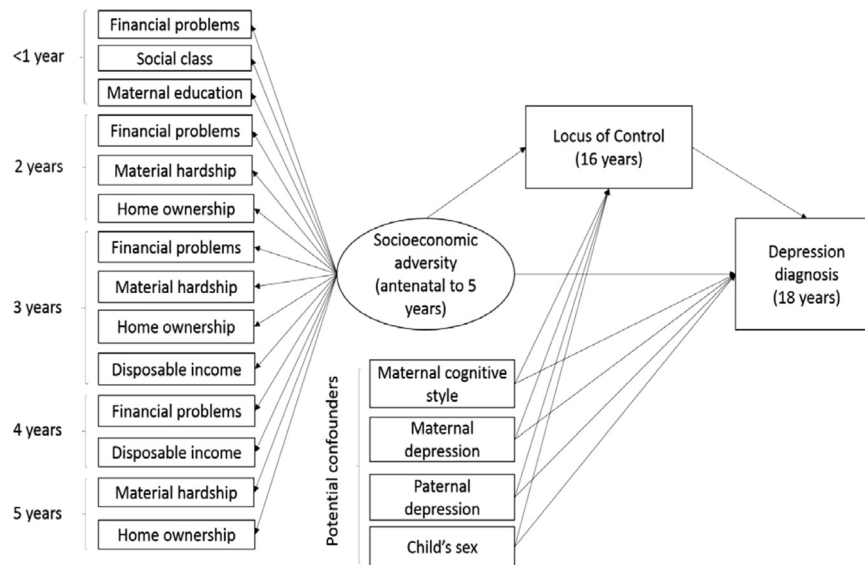 <1 year
Financial problems
Social class
Maternal education
2 years
Financial problems
Material hardship
Home ownership
3 years
Financial problems
Material hardship
Home ownership
Disposable income
4 years
Financial problems
Disposable income
5 years
Material hardship
Home ownership
Socioeconomic
adversity
(antenatal to 5
years)
Locus of Control
(16 years)
Depression
diagnosis
(18 years)
Potential confounders
Maternal cognitive
style
Maternal
depression
Paternal
depression
Child's sex